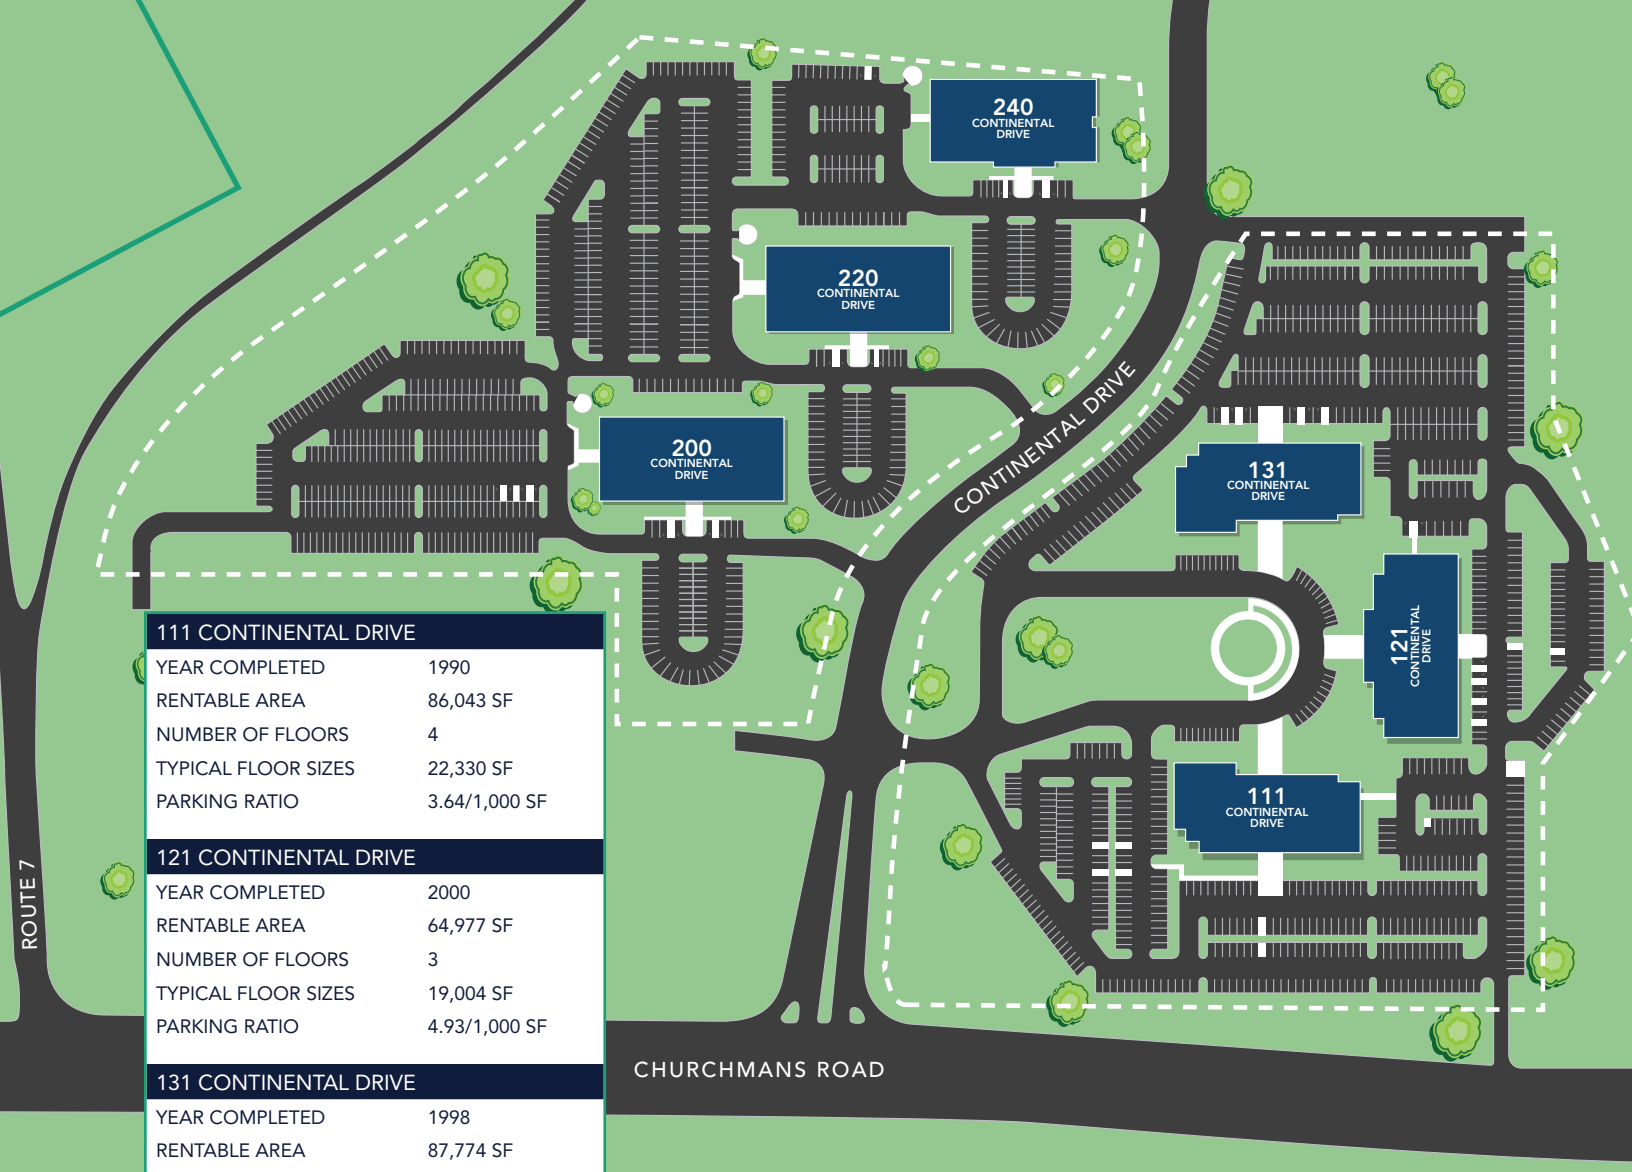 240
CONTINENTAL
DRIVE
220
CONTINENTAL
DRIVE
200
CONTINENTAL
DRIVE
CONTINENTAL DRIVE
131
CONTINENTAL
DRIVE
121
CONTINENTAL
DRIVE
111
CONTINENTAL
DRIVE
ROUTE 7
CHURCHMANS ROAD
111 CONTINENTAL DRIVE
YEAR COMPLETED 1990
RENTABLE AREA 86,043 SF
NUMBER OF FLOORS 4
TYPICAL FLOOR SIZES 22,330 SF
PARKING RATIO 3.64/1,000 SF
121 CONTINENTAL DRIVE
YEAR COMPLETED 2000
RENTABLE AREA 64,977 SF
NUMBER OF FLOORS 3
TYPICAL FLOOR SIZES 19,004 SF
PARKING RATIO 4.93/1,000 SF
131 CONTINENTAL DRIVE
YEAR COMPLETED 1998
RENTABLE AREA 87,774 SF